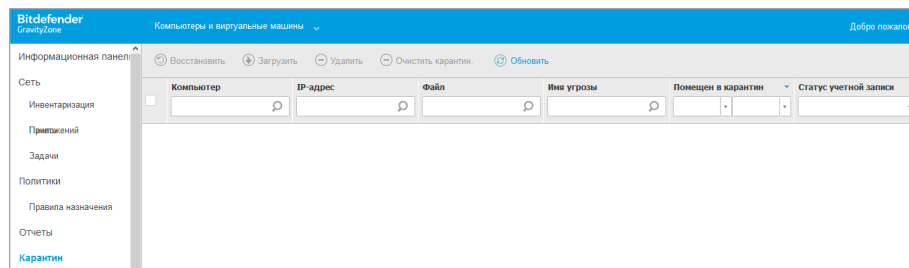 Bitdefender
GravityZone
Компьютеры и виртуальные машины
Добро пожалов
Информационная панель
Сеть
Инвентаризация
Задачи
Политики
Правила назначения
Отчеты
Карантин
Восстановить
Загрузить
Удалить
Очистить карантин.
Обновить
Компьютер
IP-адрес
Файл
Имя угрозы
Помещен в карантин
Статус учетной записи